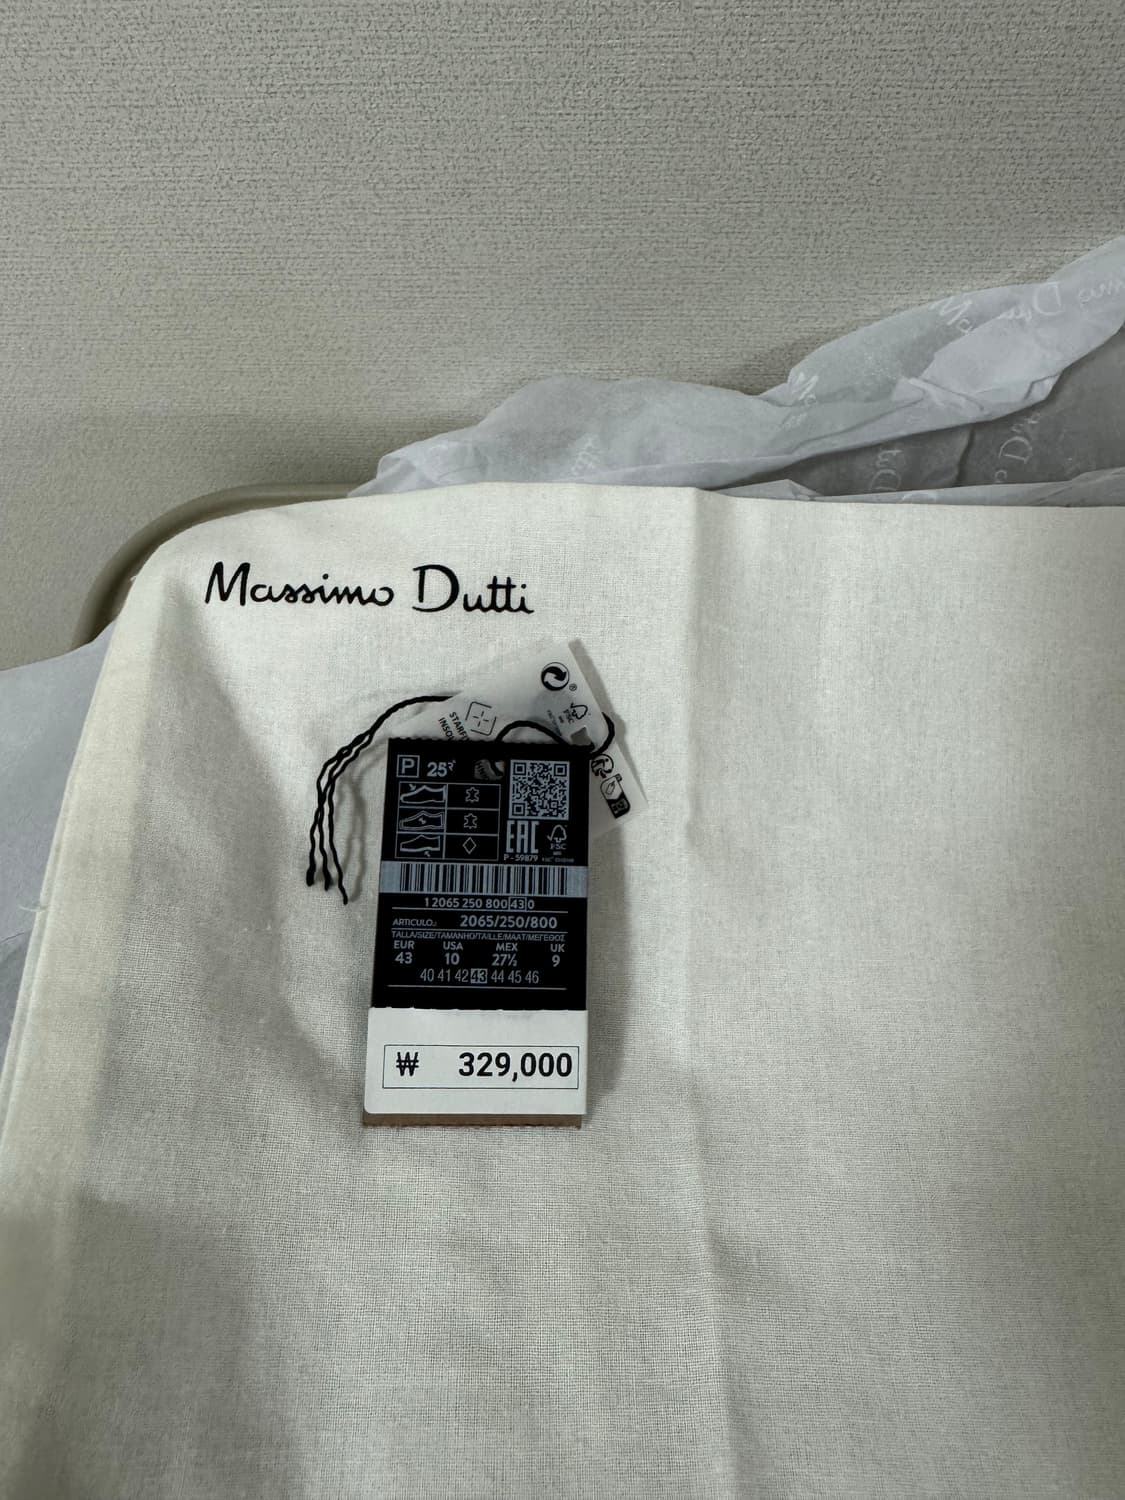 Massimo Dutti
FSC
P 25
EAC
FSC
P - 59879
1 2065 250 800 43 0
ARTICULO.: 2065/250/800
TALLA/SIZE/TAMANHO/TAILLE/MAAT/ΜΕΓΕΘΟΣ
EUR USA MEX UK
43 10 27½ 9
40 41 42 43 44 45 46
₩ 329,000